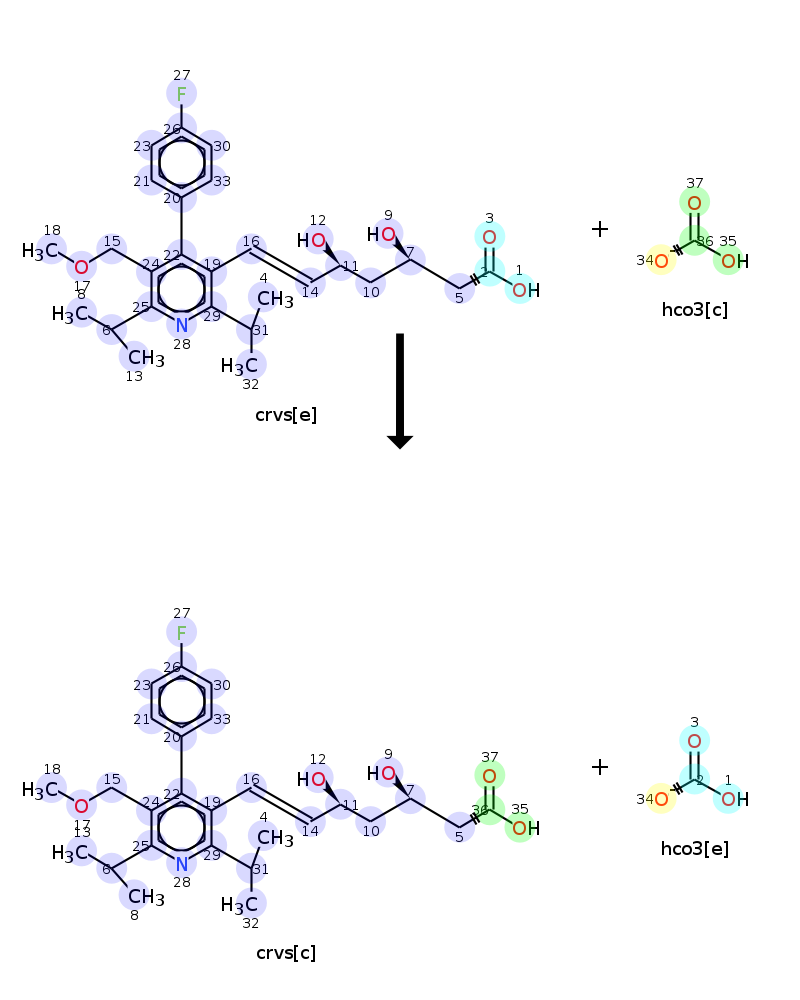 27
F
26
23 30
21 33
20
18 15 22 16 12 9 3 37
H₃C HO HO O + O
O 24 19 11 7 2 1 34 O 36 35
17 4 14 10 5 OH OH
8 CH₃
H₃C 25 29 hco3[c]
6 N 31
CH₃ 28 H₃C
13 32
crvs[e]
27
F
26
23 30
21 33
20
18 15 22 16 12 9 37 3
H₃C HO HO O + O
O 24 19 11 7 36 35 34 O 2 1
17 4 14 10 5 OH OH
13 CH₃
H₃C 25 29 hco3[e]
6 N 31
CH₃ 28 H₃C
8 32
crvs[c]